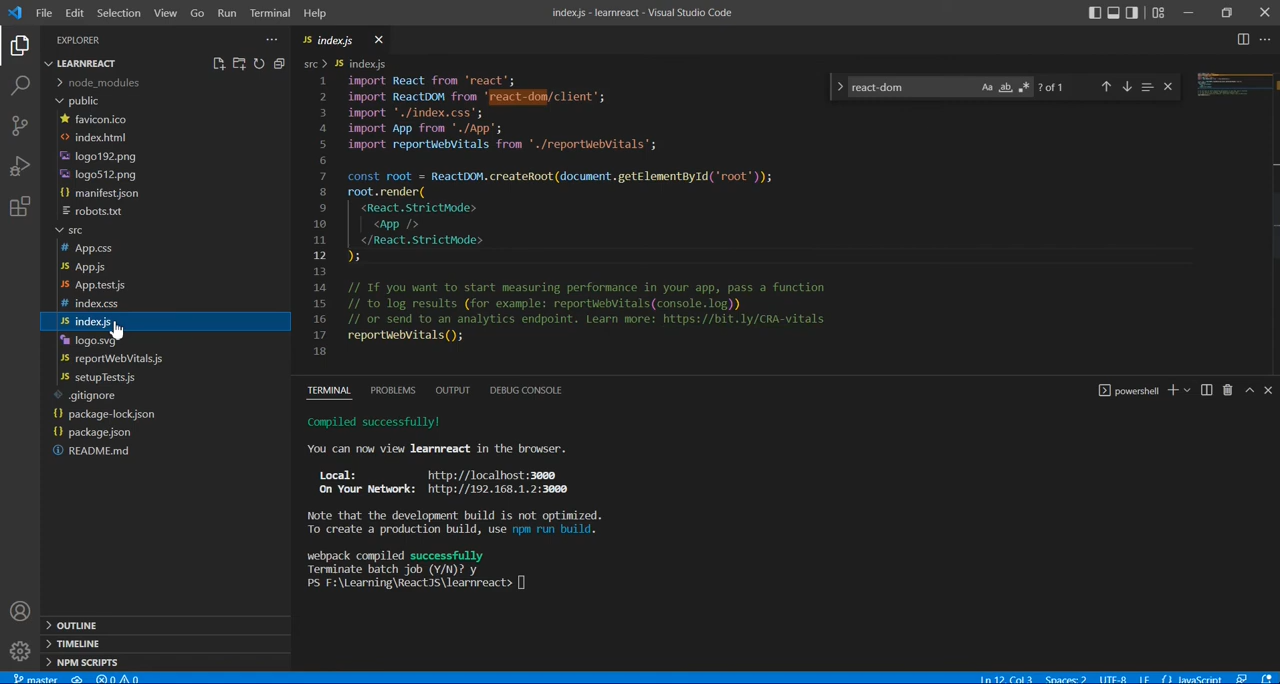 File Edit Selection View Go Run Terminal Help index.js - learnreact - Visual Studio Code
EXPLORER
LEARNREACT
node_modules
public
favicon.ico
index.html
logo192.png
logo512.png
manifest.json
robots.txt
src
App.css
App.js
App.test.js
index.css
index.js
logo.svg
reportWebVitals.js
setupTests.js
.gitignore
package-lock.json
package.json
README.md
OUTLINE
TIMELINE
NPM SCRIPTS
JS index.js
src > JS index.js
react-dom Aa ab .* ? of 1
1 import React from 'react';
2 import ReactDOM from 'react-dom/client';
3 import './index.css';
4 import App from './App';
5 import reportWebVitals from './reportWebVitals';
6
7 const root = ReactDOM.createRoot(document.getElementById('root'));
8 root.render(
9 <React.StrictMode>
10 <App />
11 </React.StrictMode>
12 );
13
14 // If you want to start measuring performance in your app, pass a function
15 // to log results (for example: reportWebVitals(console.log))
16 // or send to an analytics endpoint. Learn more: https://bit.ly/CRA-vitals
17 reportWebVitals();
18
TERMINAL PROBLEMS OUTPUT DEBUG CONSOLE powershell
Compiled successfully!
You can now view learnreact in the browser.
Local: http://localhost:3000
On Your Network: http://192.168.1.2:3000
Note that the development build is not optimized.
To create a production build, use npm run build.
webpack compiled successfully
Terminate batch job (Y/N)? y
PS F:\Learning\ReactJS\learnreact>
master 0 0 Ln 12, Col 3 Spaces: 2 UTF-8 LF {} JavaScript